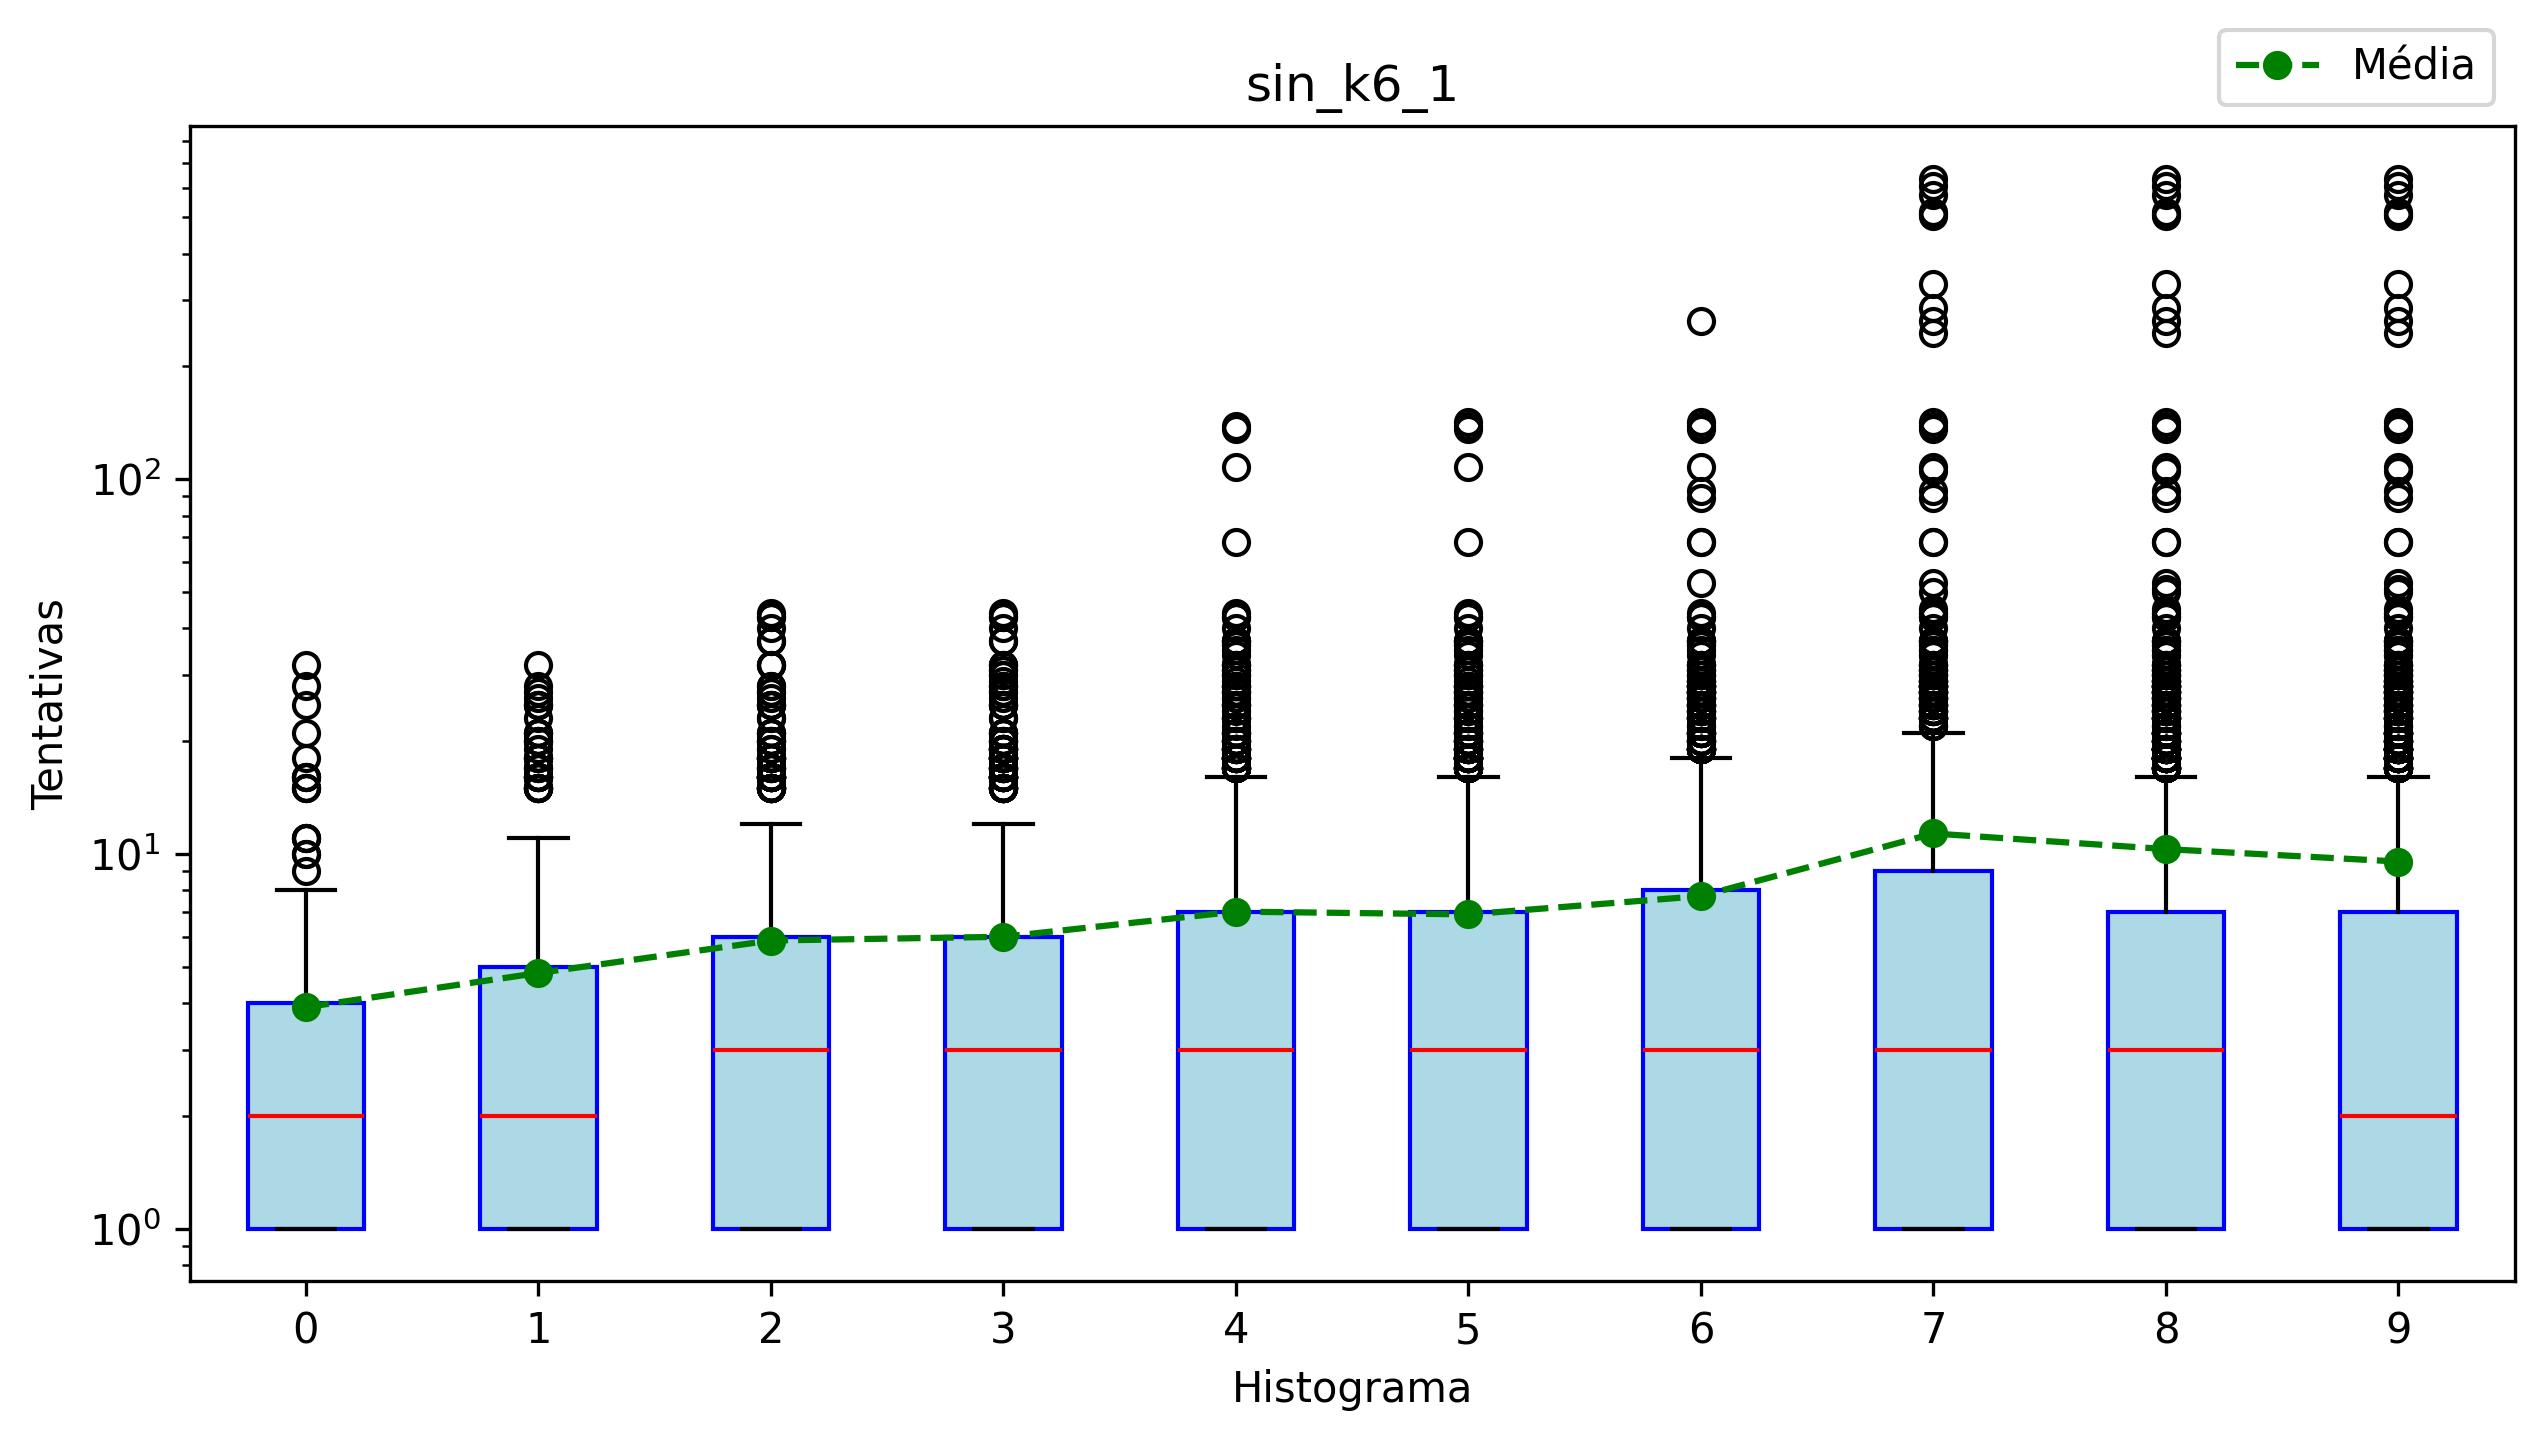 Média
sin_k6_1
Tentativas
10²
10¹
10⁰
0 1 2 3 4 5 6 7 8 9
Histograma